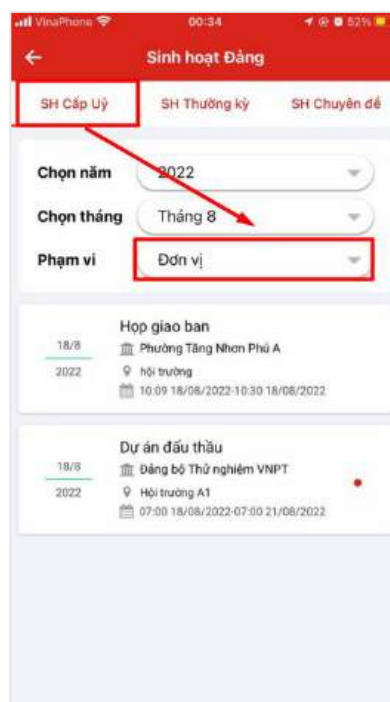 VinaPhone 00:34 52%
Sinh hoạt Đảng
SH Cấp Uỷ SH Thường kỳ SH Chuyên đề
Chọn năm 2022
Chọn tháng Tháng 8
Phạm vi Đơn vị
Họp giao ban
18/8 Phường Tăng Nhơn Phú A
2022 hội trường
10:09 18/08/2022-10:30 18/08/2022
Dự án đấu thầu
18/8 Đảng bộ Thử nghiệm VNPT
2022 Hội trường A1
07:00 18/08/2022-07:00 21/08/2022